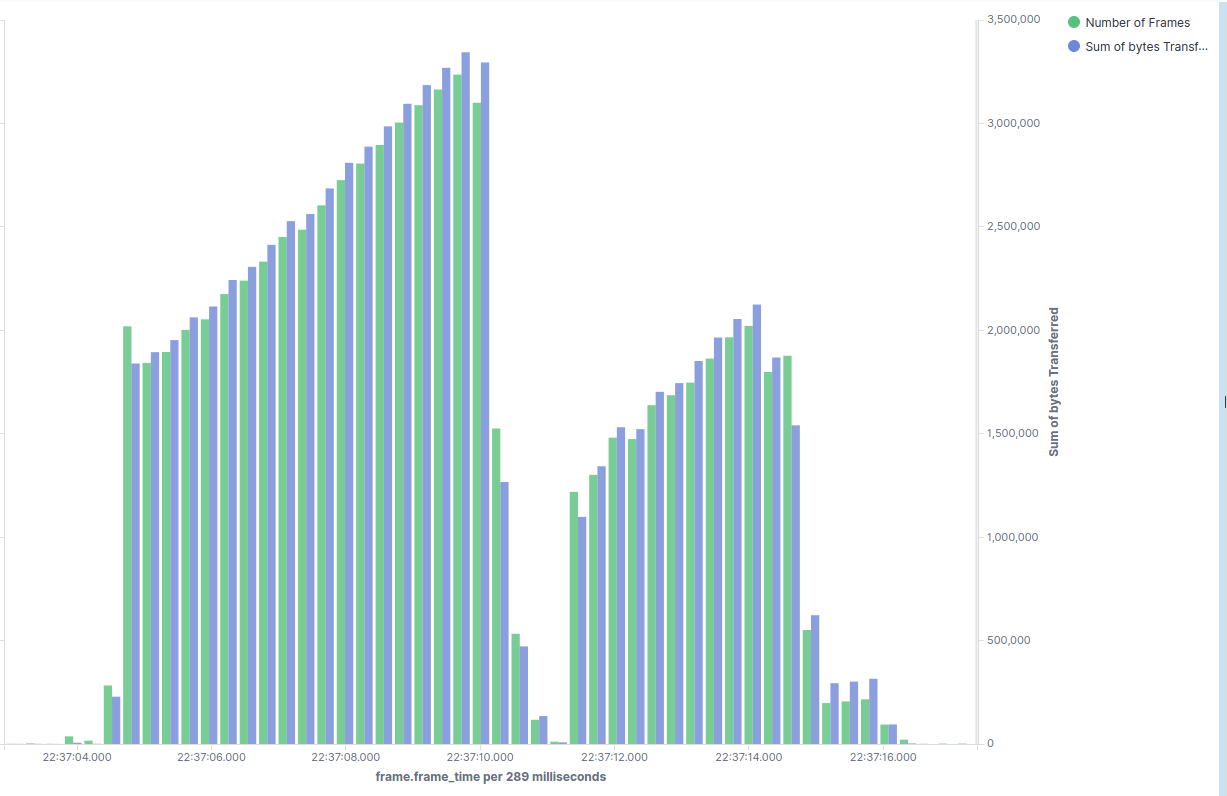 3,500,000
3,000,000
2,500,000
2,000,000
1,500,000
1,000,000
500,000
0
Sum of bytes Transferred
22:37:04.000 22:37:06.000 22:37:08.000 22:37:10.000 22:37:12.000 22:37:14.000 22:37:16.000
frame.frame_time per 289 milliseconds
Number of Frames
Sum of bytes Transf...